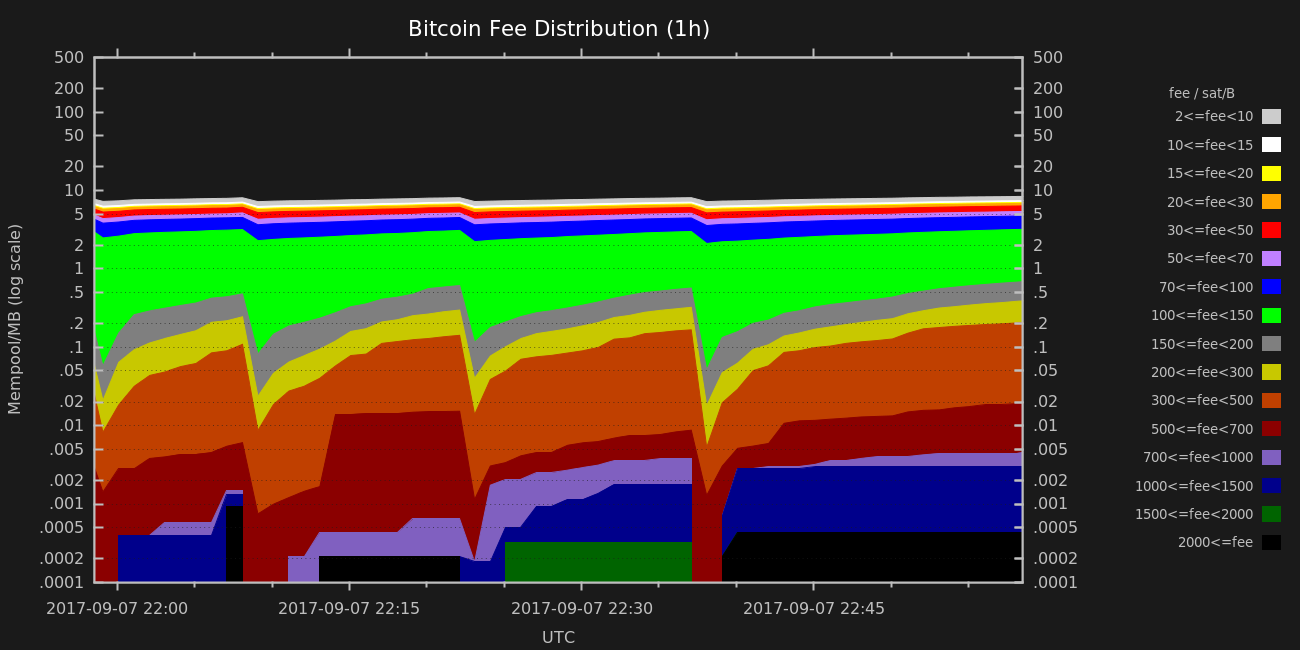 Bitcoin Fee Distribution (1h)
500
200
100
50
20
10
5
2
1
.5
.2
.1
.05
.02
.01
.005
.002
.001
.0005
.0002
.0001
Mempool/MB (log scale)
500
200
100
50
20
10
5
2
1
.5
.2
.1
.05
.02
.01
.005
.002
.001
.0005
.0002
.0001
2017-09-07 22:00
2017-09-07 22:15
2017-09-07 22:30
2017-09-07 22:45
UTC
fee / sat/B
2<=fee<10
10<=fee<15
15<=fee<20
20<=fee<30
30<=fee<50
50<=fee<70
70<=fee<100
100<=fee<150
150<=fee<200
200<=fee<300
300<=fee<500
500<=fee<700
700<=fee<1000
1000<=fee<1500
1500<=fee<2000
2000<=fee